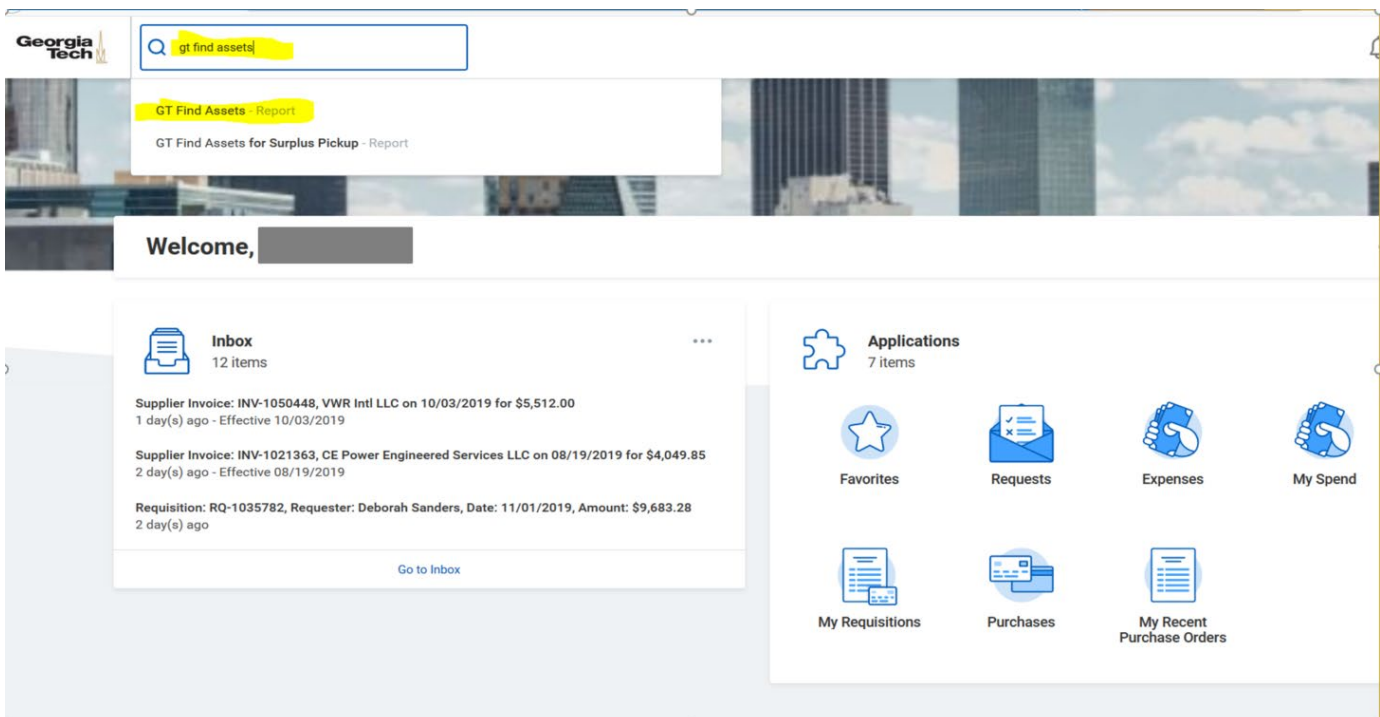 Georgia
Tech
gt find assets
GT Find Assets - Report
GT Find Assets for Surplus Pickup - Report
Welcome,
Inbox
12 items
Supplier Invoice: INV-1050448, VWR Intl LLC on 10/03/2019 for $5,512.00
1 day(s) ago - Effective 10/03/2019
Supplier Invoice: INV-1021363, CE Power Engineered Services LLC on 08/19/2019 for $4,049.85
2 day(s) ago - Effective 08/19/2019
Requisition: RQ-1035782, Requester: Deborah Sanders, Date: 11/01/2019, Amount: $9,683.28
2 day(s) ago
Go to Inbox
Applications
7 items
Favorites
Requests
Expenses
My Spend
My Requisitions
Purchases
My Recent
Purchase Orders